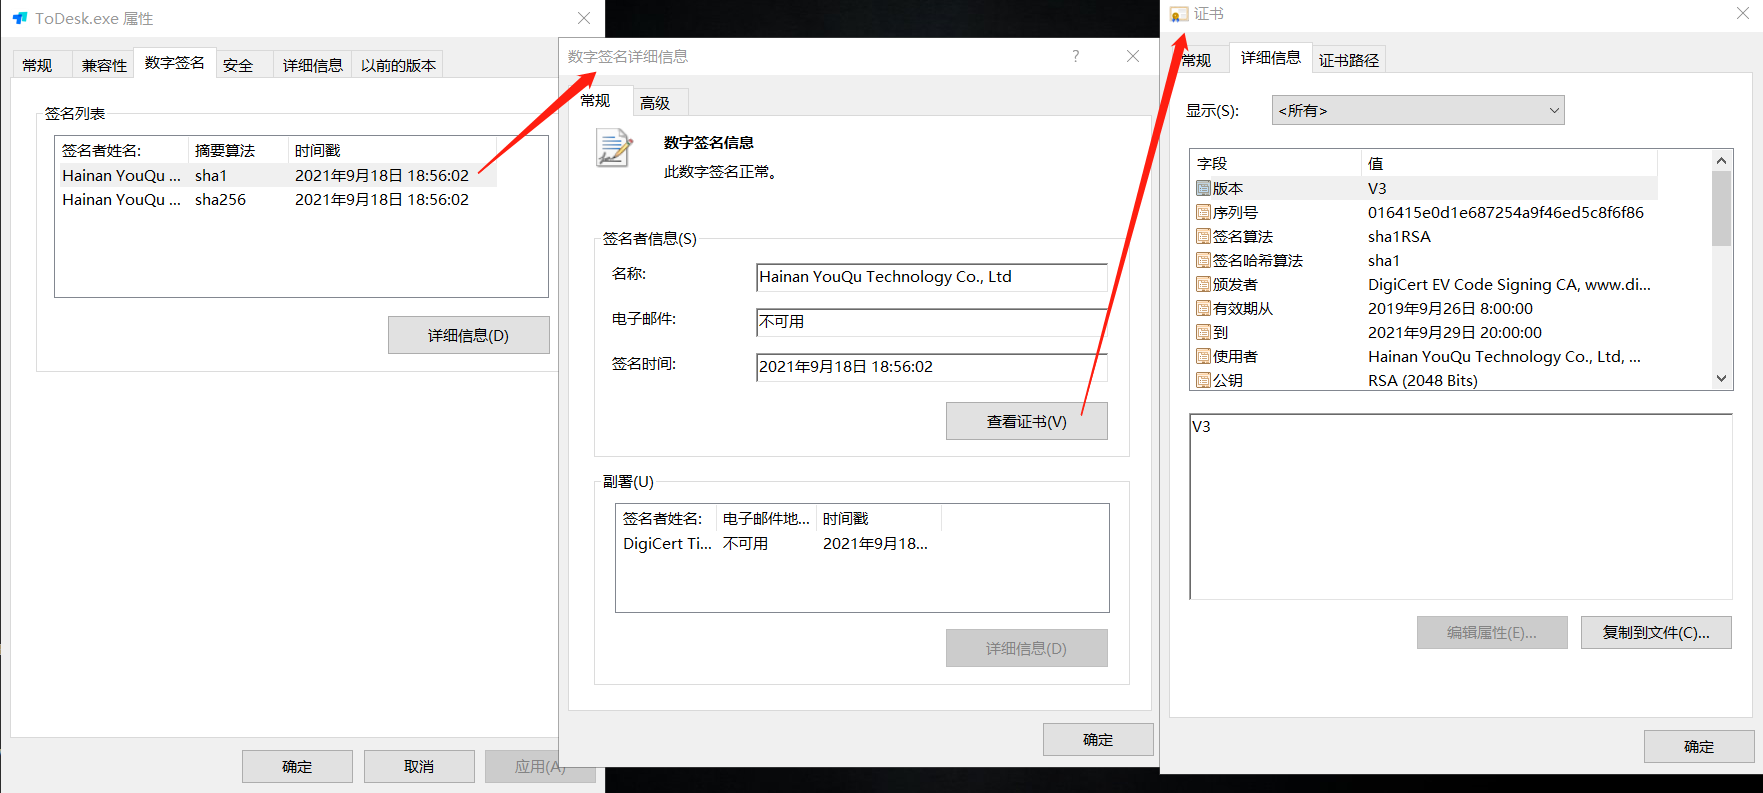 ToDesk.exe 属性
常规 兼容性 数字签名 安全 详细信息 以前的版本
签名列表
签名者姓名: 摘要算法 时间戳
Hainan YouQu ... sha1 2021年9月18日 18:56:02
Hainan YouQu ... sha256 2021年9月18日 18:56:02
详细信息(D)
确定 取消 应用(A)
数字签名详细信息 ?
常规 高级
数字签名信息
此数字签名正常。
签名者信息(S)
名称: Hainan YouQu Technology Co., Ltd
电子邮件: 不可用
签名时间: 2021年9月18日 18:56:02
查看证书(V)
副署(U)
签名者姓名: 电子邮件地... 时间戳
DigiCert Ti... 不可用 2021年9月18...
详细信息(D)
确定
证书
常规 详细信息 证书路径
显示(S): <所有>
字段 值
版本 V3
序列号 016415e0d1e687254a9f46ed5c8f6f86
签名算法 sha1RSA
签名哈希算法 sha1
颁发者 DigiCert EV Code Signing CA, www.di...
有效期从 2019年9月26日 8:00:00
到 2021年9月29日 20:00:00
使用者 Hainan YouQu Technology Co., Ltd, ...
公钥 RSA (2048 Bits)
V3
编辑属性(E)... 复制到文件(C)...
确定